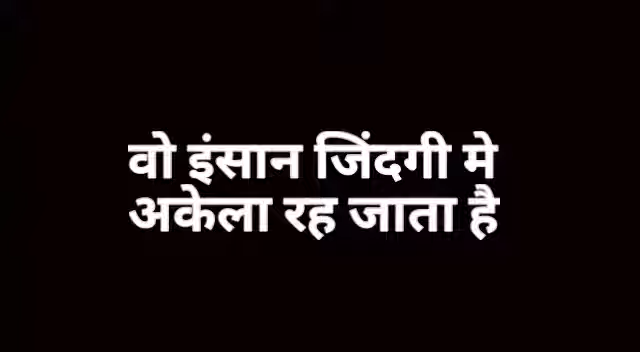 वो इंसान जिंदगी मे
अकेला रह जाता है